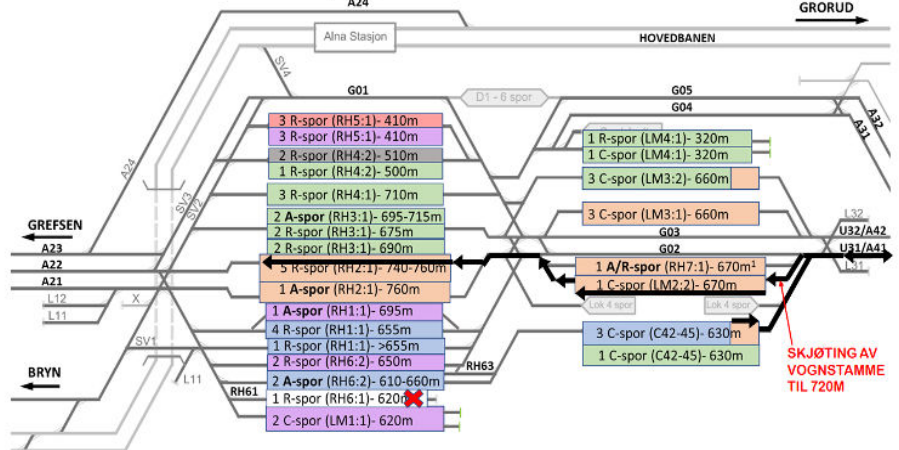 A24
GRORUD
Alna Stasjon
HOVEDBANEN
SV4
G01
D1 - 6 spor
G05
G04
A32
A31
3 R-spor (RH5:1)- 410m
3 R-spor (RH5:1)- 410m
2 R-spor (RH4:2)- 510m
1 R-spor (RH4:2)- 500m
3 R-spor (RH4:1)- 710m
2 A-spor (RH3:1)- 695-715m
2 R-spor (RH3:1)- 675m
2 R-spor (RH3:1)- 690m
5 R-spor (RH2:1)- 740-760m
1 A-spor (RH2:1)- 760m
1 A-spor (RH1:1)- 695m
4 R-spor (RH1:1)- 655m
1 R-spor (RH1:1)- >655m
2 R-spor (RH6:2)- 650m
2 A-spor (RH6:2)- 610-660m
1 R-spor (RH6:1)- 620m
2 C-spor (LM1:1)- 620m
1 R-spor (LM4:1)- 320m
1 C-spor (LM4:1)- 320m
3 C-spor (LM3:2)- 660m
3 C-spor (LM3:1)- 660m
G03
G02
1 A/R-spor (RH7:1)- 670m¹
1 C-spor (LM2:2)- 670m
Lok 4 spor
Lok 4 spor
3 C-spor (C42-45)- 630m
1 C-spor (C42-45)- 630m
L32
U32/A42
U31/A41
L31
SKJØTING AV
VOGNSTAMME
TIL 720M
A24
SV3
SV2
GREFSEN
A23
A22
A21
L12
X
L11
SV1
L11
BRYN
RH61
RH63